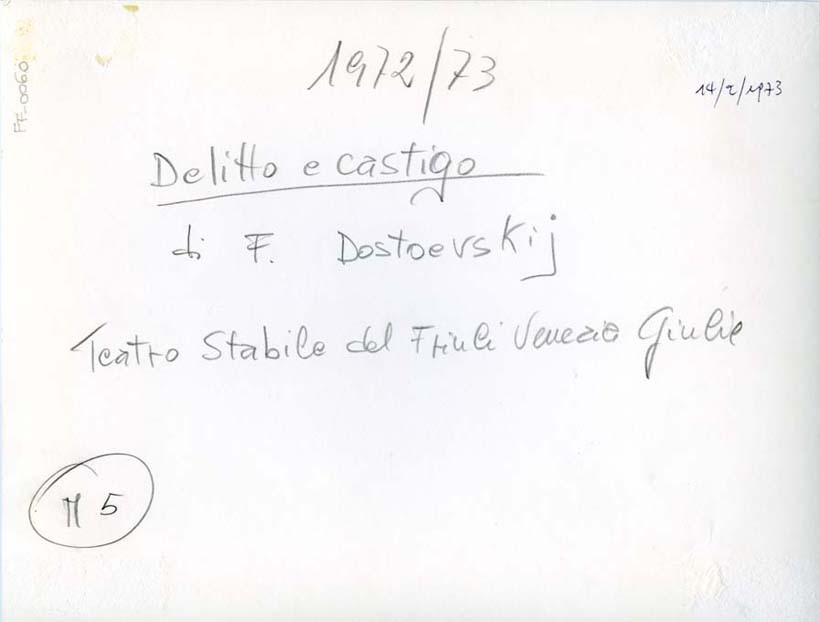 1972/73
14/2/1973
FF-0060
Delitto e castigo
di F. Dostoevskij
Teatro Stabile del Friuli Venezia Giulia
M 5